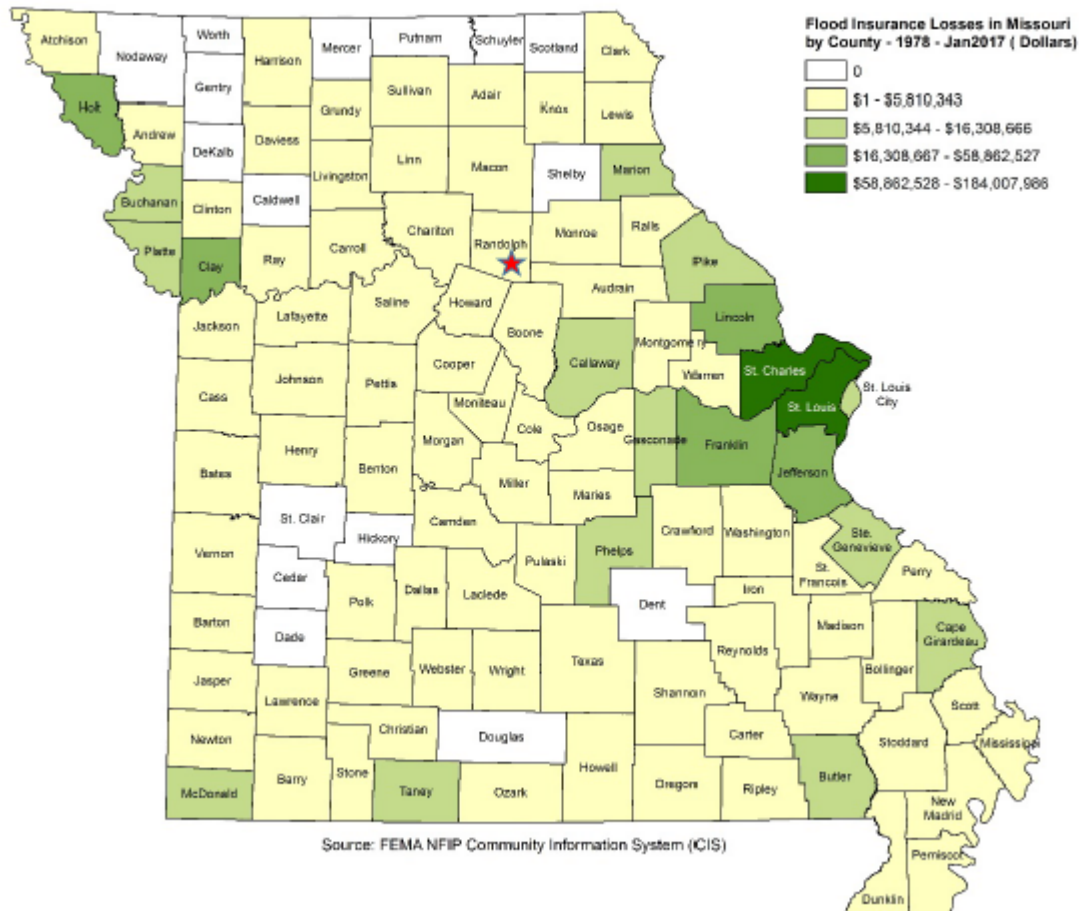 Flood Insurance Losses in Missouri
by County - 1978 - Jan2017 ( Dollars)
0
$1 - $5,810,343
$5,810,344 - $16,308,666
$16,308,667 - $58,862,527
$58,862,528 - $184,007,986
Atchison
Nodaway
Worth
Gentry
Harrison
Mercer
Putnam
Schuyler
Scotland
Clark
Holt
Andrew
DeKalb
Daviess
Grundy
Sullivan
Adair
Knox
Lewis
Buchanan
Clinton
Caldwell
Livingston
Linn
Macon
Shelby
Marion
Platte
Clay
Ray
Carroll
Chariton
Randolph
Monroe
Ralls
Pike
Jackson
Lafayette
Saline
Howard
Boone
Audrain
Callaway
Montgomery
Lincoln
Warren
St. Charles
St. Louis
St. Louis
City
Cass
Johnson
Pettis
Cooper
Moniteau
Cole
Osage
Gasconade
Franklin
Jefferson
Bates
Henry
Benton
Morgan
Miller
Maries
Camden
Phelps
Crawford
Washington
Ste.
Genevieve
St.
Francois
Perry
Vernon
St. Clair
Hickory
Cedar
Dallas
Laclede
Pulaski
Dent
Iron
Madison
Cape
Girardeau
Barton
Dade
Polk
Greene
Webster
Wright
Texas
Shannon
Reynolds
Bollinger
Wayne
Scott
Jasper
Lawrence
Christian
Douglas
Howell
Carter
Stoddard
Mississippi
Newton
McDonald
Barry
Stone
Taney
Ozark
Oregon
Ripley
Butler
New
Madrid
Pemiscot
Dunklin
Source: FEMA NFIP Community Information System (CIS)